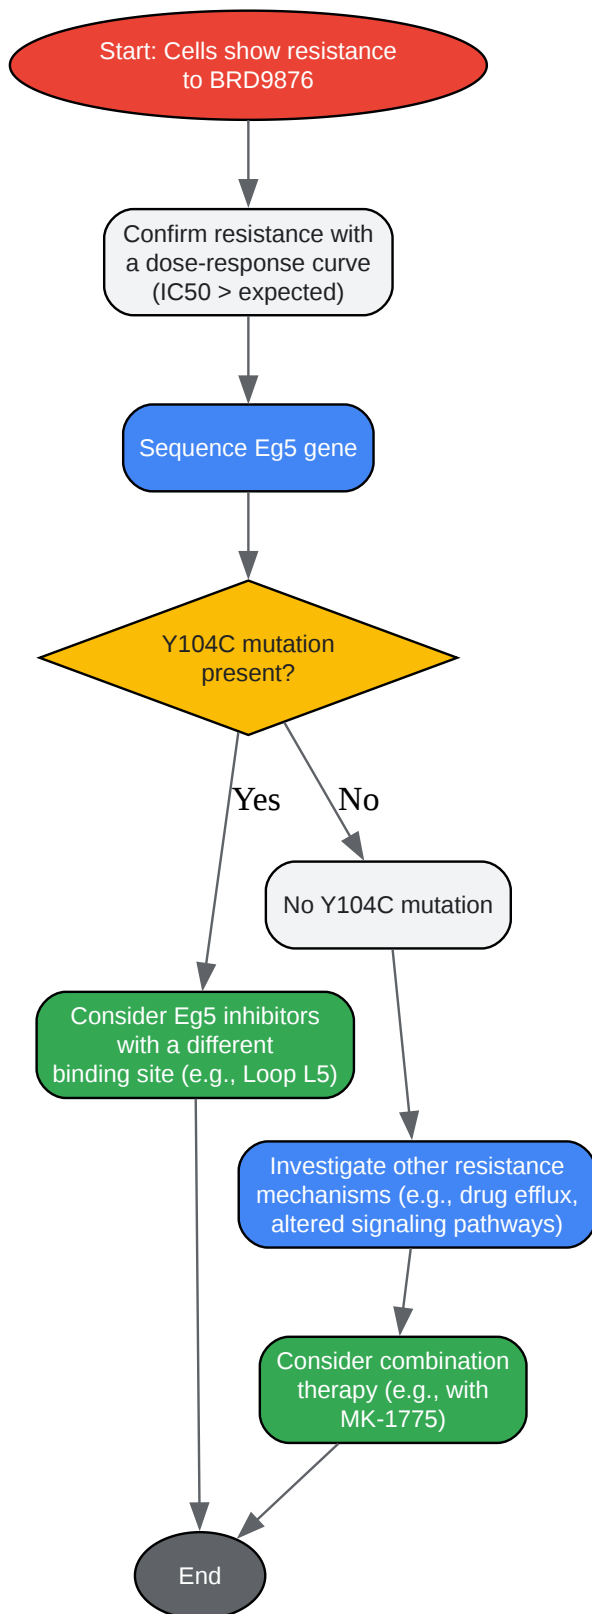 Start: Cells show resistance
to BRD9876
Confirm resistance with
a dose-response curve
(IC50 > expected)
Sequence Eg5 gene
Y104C mutation
present?
Yes
No
No Y104C mutation
Consider Eg5 inhibitors
with a different
binding site (e.g., Loop L5)
Investigate other resistance
mechanisms (e.g., drug efflux,
altered signaling pathways)
Consider combination
therapy (e.g., with
MK-1775)
End